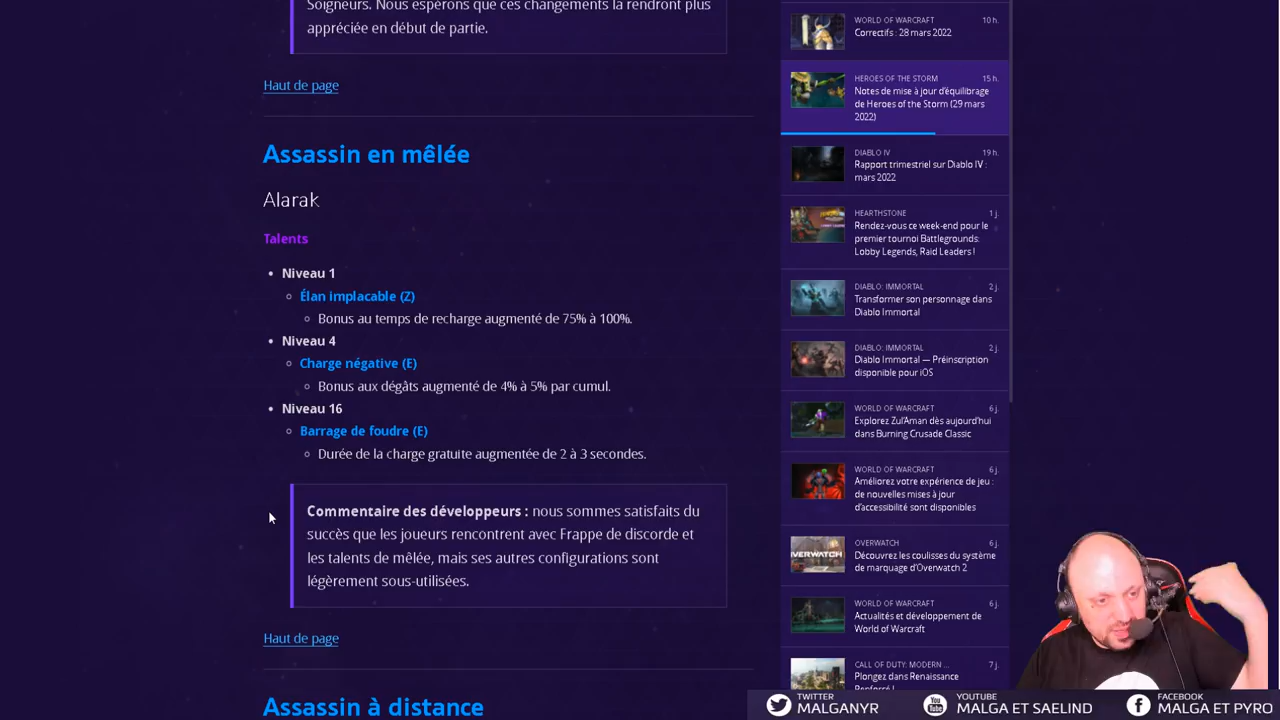 Soigneurs. Nous espérons que ces changements la rendront plus
appréciée en début de partie.
Haut de page
Assassin en mêlée
Alarak
Talents
Niveau 1
Élan implacable (Z)
Bonus au temps de recharge augmenté de 75% à 100%.
Niveau 4
Charge négative (E)
Bonus aux dégâts augmenté de 4% à 5% par cumul.
Niveau 16
Barrage de foudre (E)
Durée de la charge gratuite augmentée de 2 à 3 secondes.
Commentaire des développeurs : nous sommes satisfaits du
succès que les joueurs rencontrent avec Frappe de discorde et
les talents de mêlée, mais ses autres configurations sont
légèrement sous-utilisées.
Haut de page
Assassin à distance
WORLD OF WARCRAFT 10 h.
Correctifs : 28 mars 2022
HEROES OF THE STORM 15 h.
Notes de mise à jour d'équilibrage
de Heroes of the Storm (29 mars
2022)
DIABLO IV 19 h.
Rapport trimestriel sur Diablo IV :
mars 2022
HEARTHSTONE 1 j.
Rendez-vous ce week-end pour le
premier tournoi Battlegrounds:
Lobby Legends, Raid Leaders !
DIABLO: IMMORTAL 2 j.
Transformer son personnage dans
Diablo Immortal
DIABLO: IMMORTAL 2 j.
Diablo Immortal — Préinscription
disponible pour iOS
WORLD OF WARCRAFT 6 j.
Explorez Zul'Aman dès aujourd'hui
dans Burning Crusade Classic
WORLD OF WARCRAFT 6 j.
Améliorez votre expérience de jeu :
de nouvelles mises à jour
d'accessibilité sont disponibles
OVERWATCH 6 j.
Découvrez les coulisses du système
de marquage d'Overwatch 2
WORLD OF WARCRAFT 6 j.
Actualités et développement de
World of Warcraft
CALL OF DUTY: MODERN ... 7 j.
Plongez dans Renaissance
Renforcé !
TWITTER
MALGANYR
YOUTUBE
MALGA ET SAELIND
FACEBOOK
MALGA ET PYRO